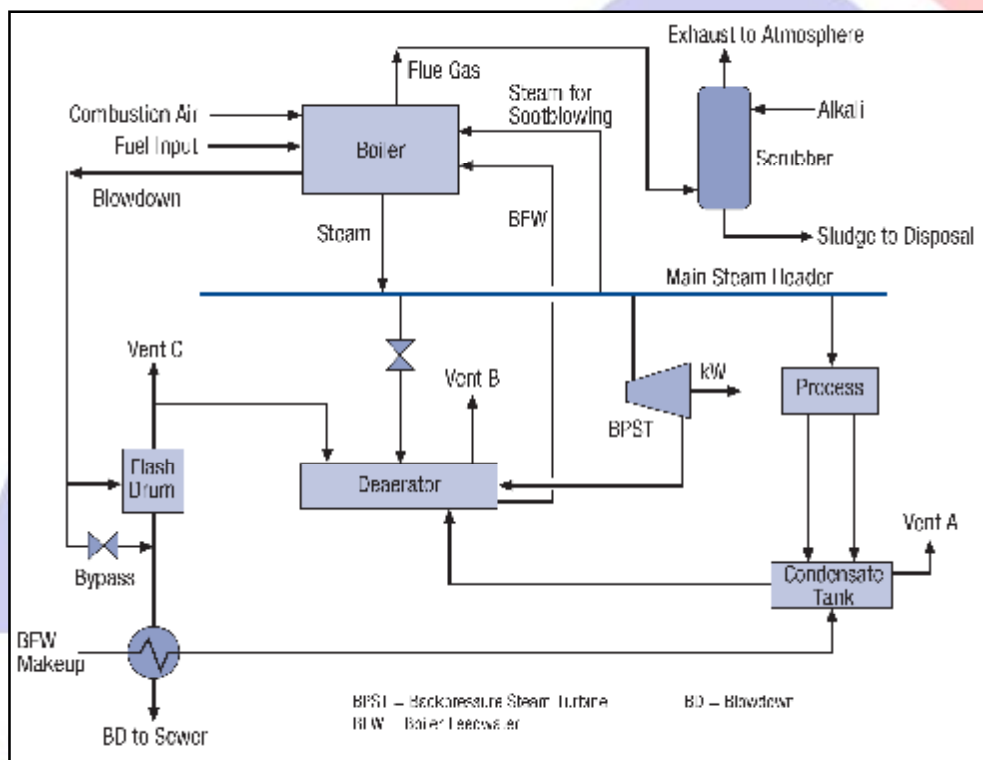 Exhaust to Atmosphere
Flue Gas
Steam for
Sootblowing
Combustion Air
Alkali
Fuel Input
Boiler
Scrubber
Blowdown
BFW
Steam
Sludge to Disposal
Main Steam Header
Vent C
Vent B
kW
Process
BPST
Flash
Drum
Deaerator
Vent A
Bypass
Condensate
Tank
BFW
Makeup
BPST = Backpressure Steam Turbine
BD = Blowdown
BFW = Boiler Feedwater
BD to Sewer